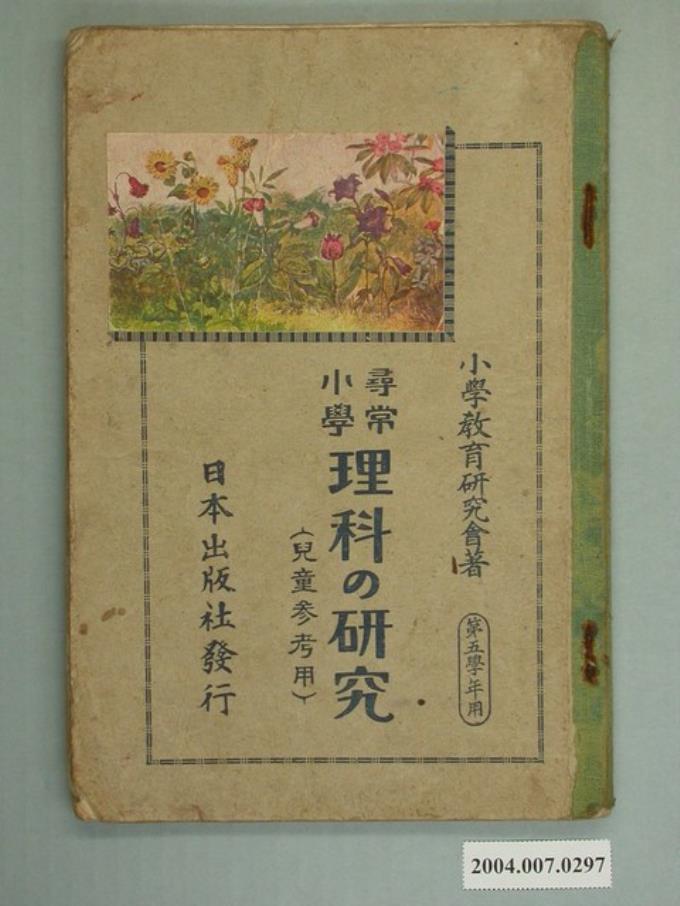 小學教育研究會著
第五學年用
尋常
小學
理科の研究
(兒童参考用)
日本出版社發行
2004.007.0297